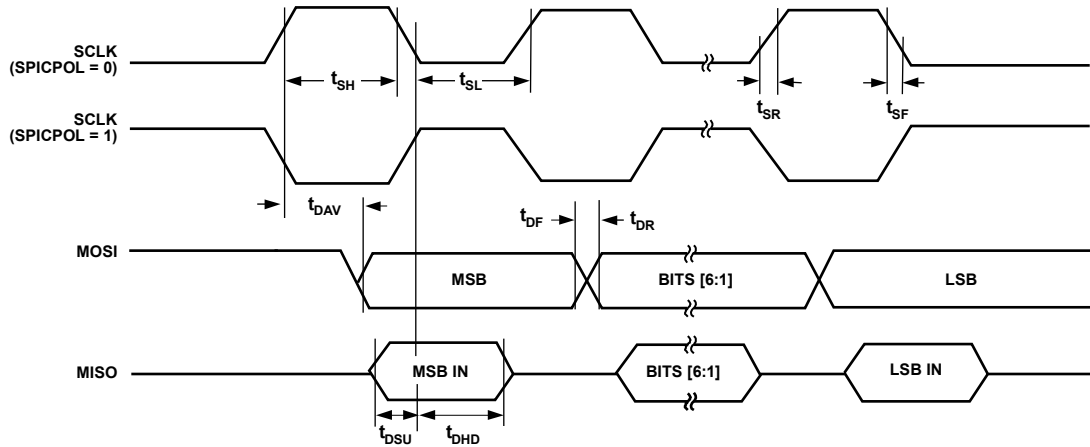 SCLK
(SPICPOL = 0)
tSH
tSL
tSR
tSF
SCLK
(SPICPOL = 1)
tDAV
tDF
tDR
MOSI
MSB
BITS [6:1]
LSB
MISO
MSB IN
BITS [6:1]
LSB IN
tDSU
tDHD